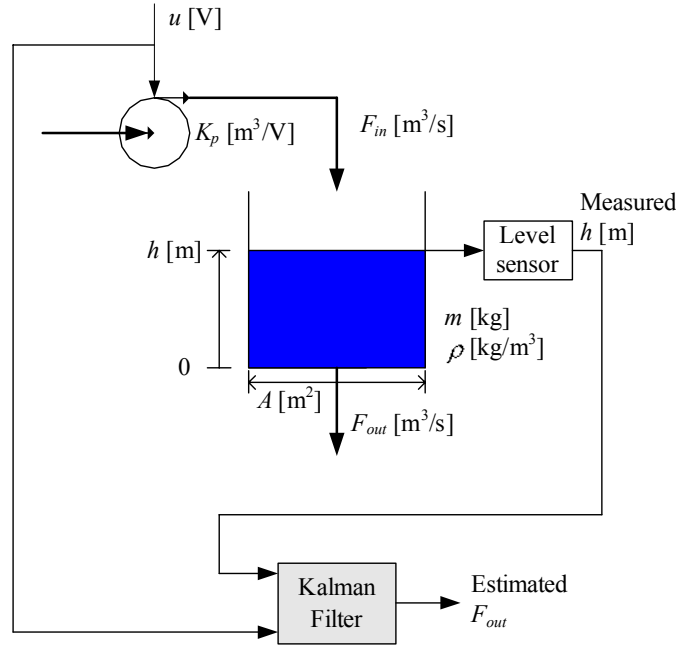 u [V]
K_p [m³/V]
F_in [m³/s]
Measured
h [m]
Level
sensor
h [m]
m [kg]
ρ [kg/m³]
0
A [m²]
F_out [m³/s]
Kalman
Filter
Estimated
F_out